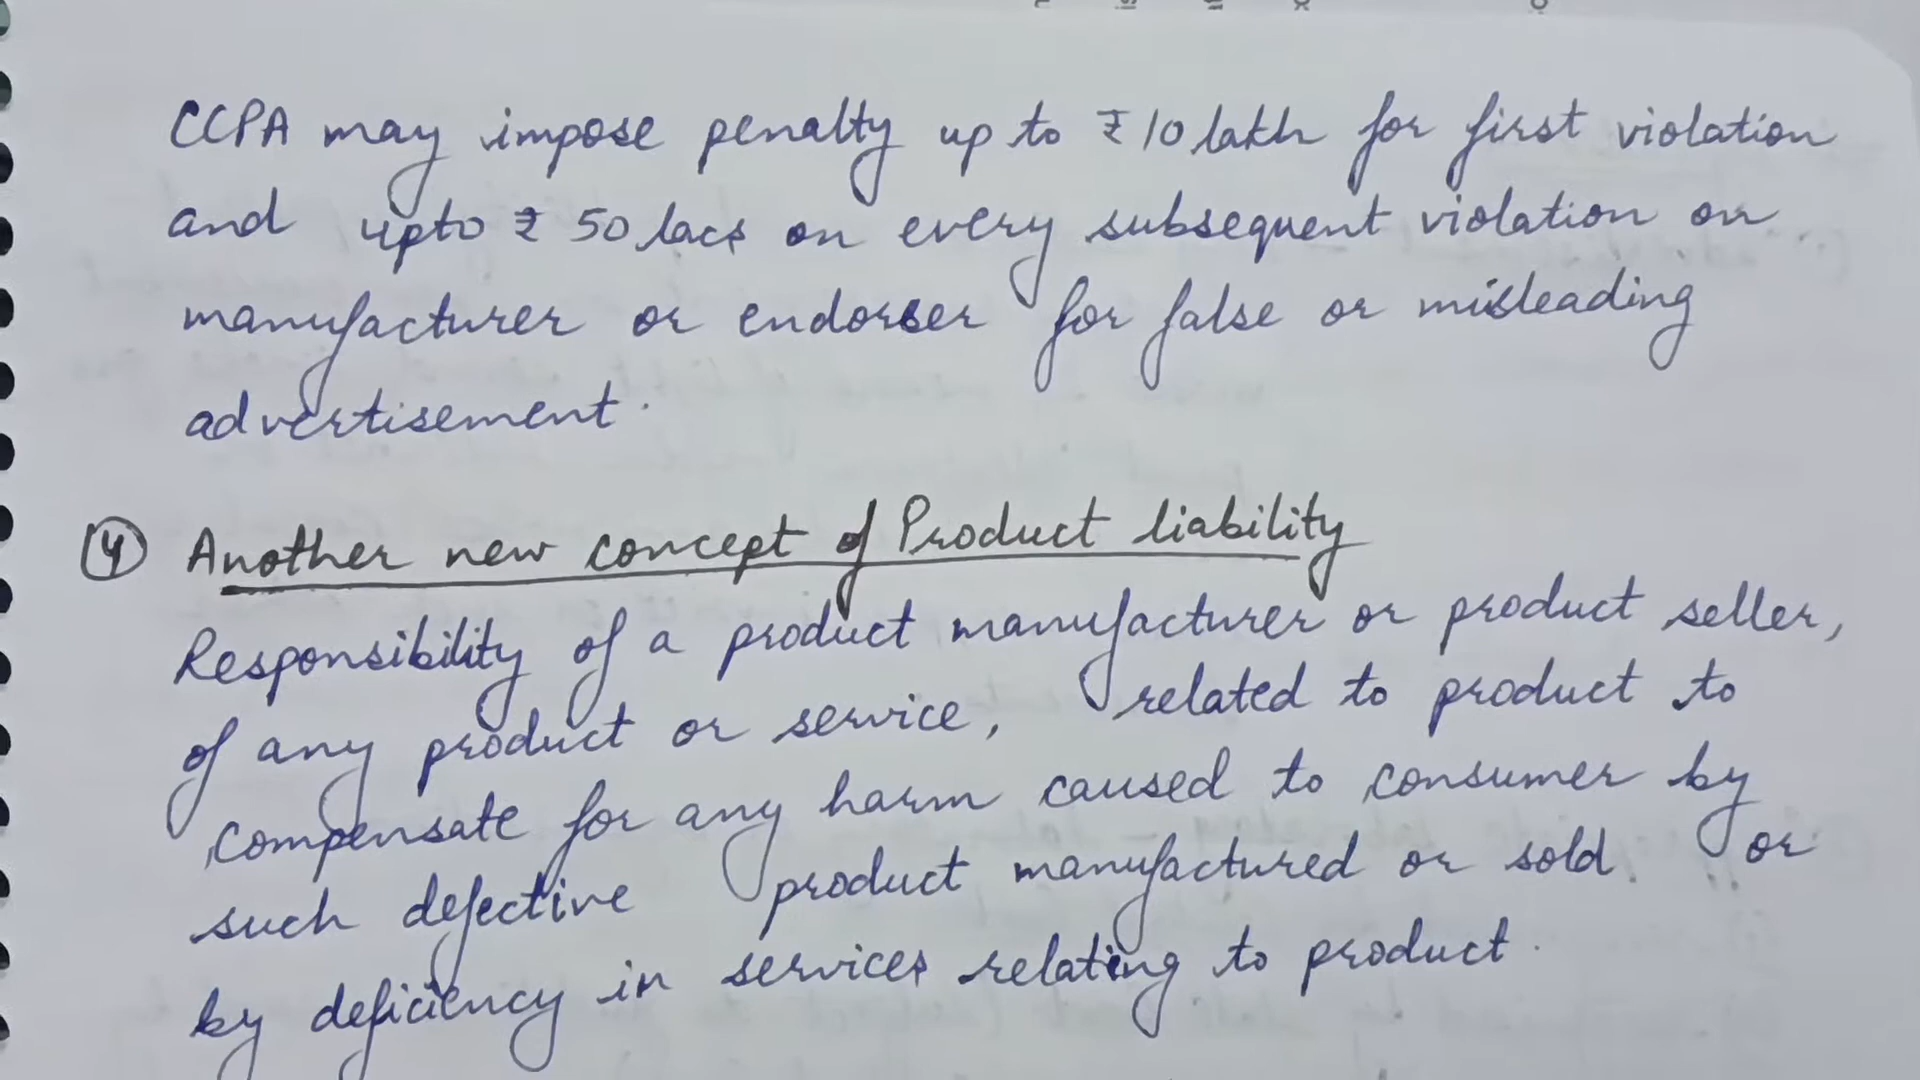 CCPA may impose penalty up to ₹ 10 lakh for first violation
and upto ₹ 50 lacs on every subsequent violation on
manufacturer or endorser for false or misleading
advertisement.
④ Another new concept of Product liability
Responsibility of a product manufacturer or product seller,
of any product or service, related to product to
compensate for any harm caused to consumer by
such defective product manufactured or sold. or
by deficiency in services relating to product.